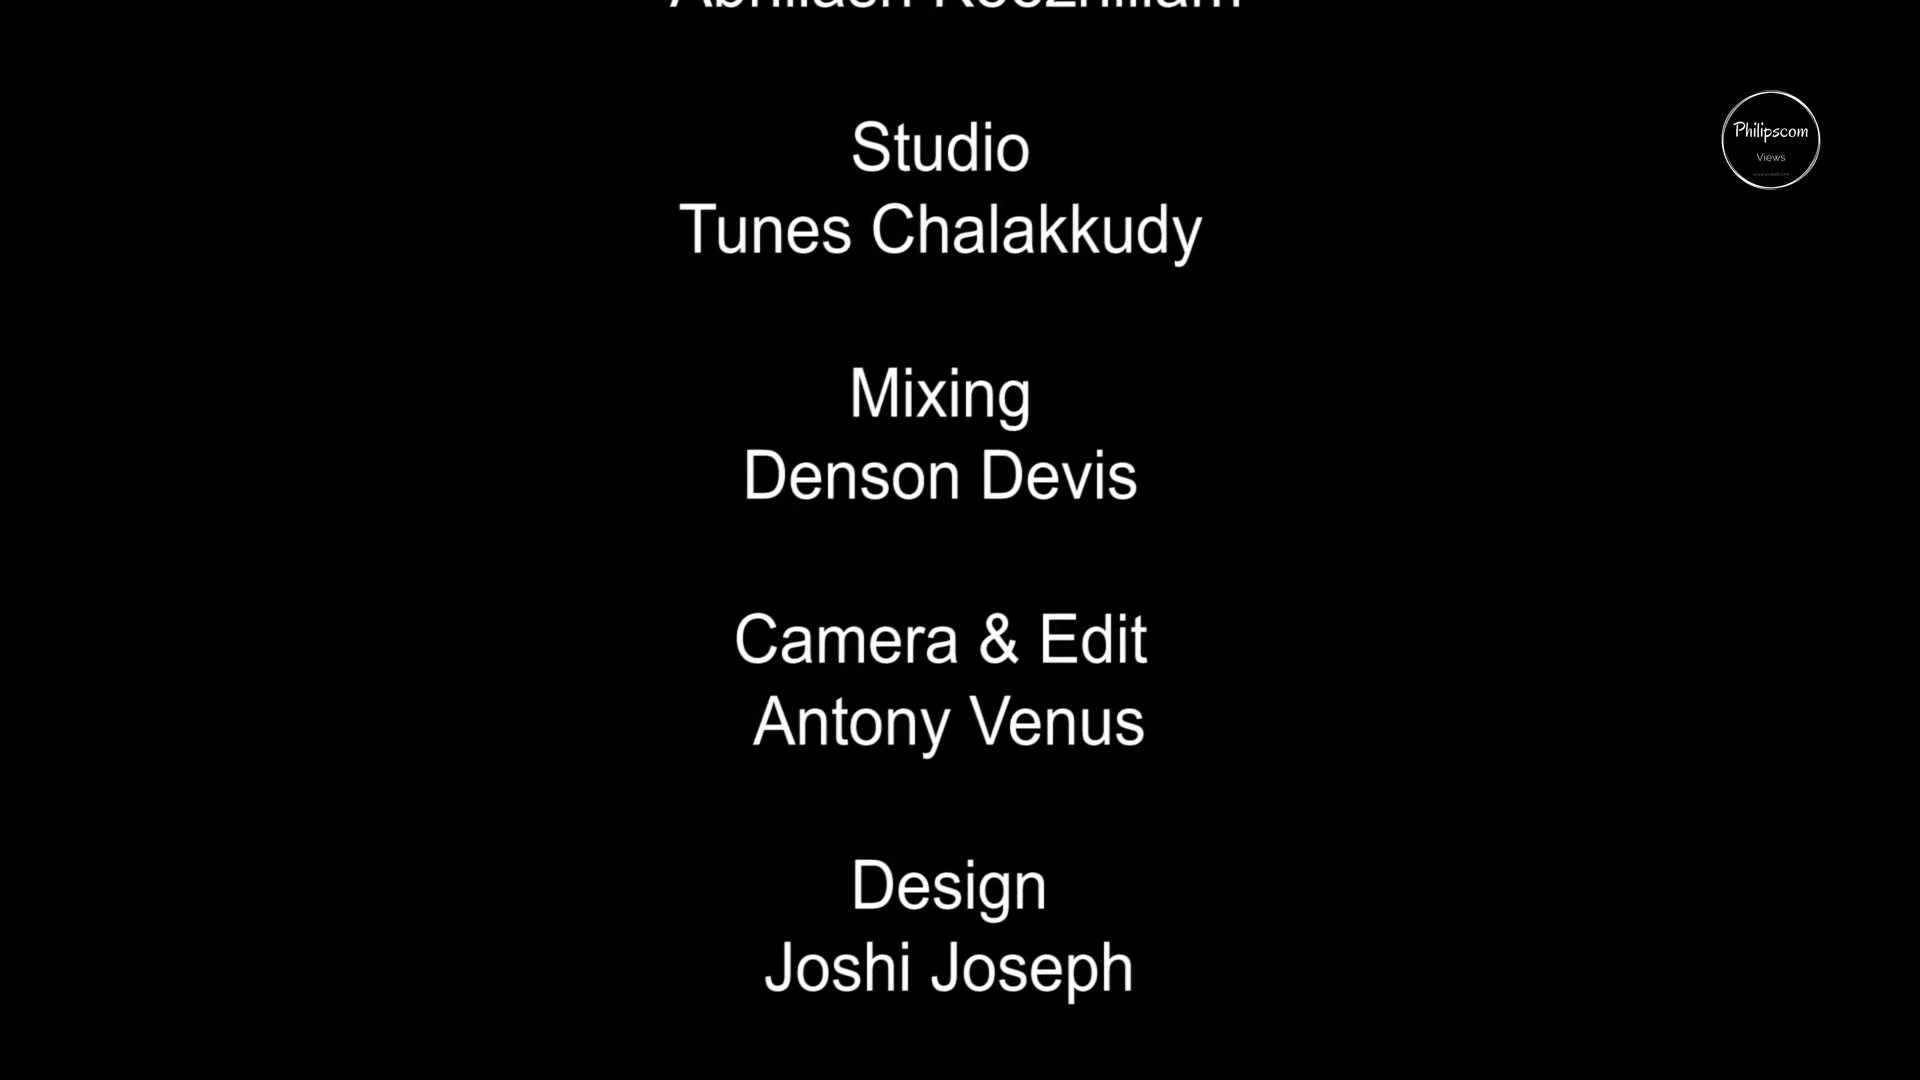 Studio
Tunes Chalakkudy
Mixing
Denson Devis
Camera & Edit
Antony Venus
Design
Joshi Joseph
Philipscom
Views